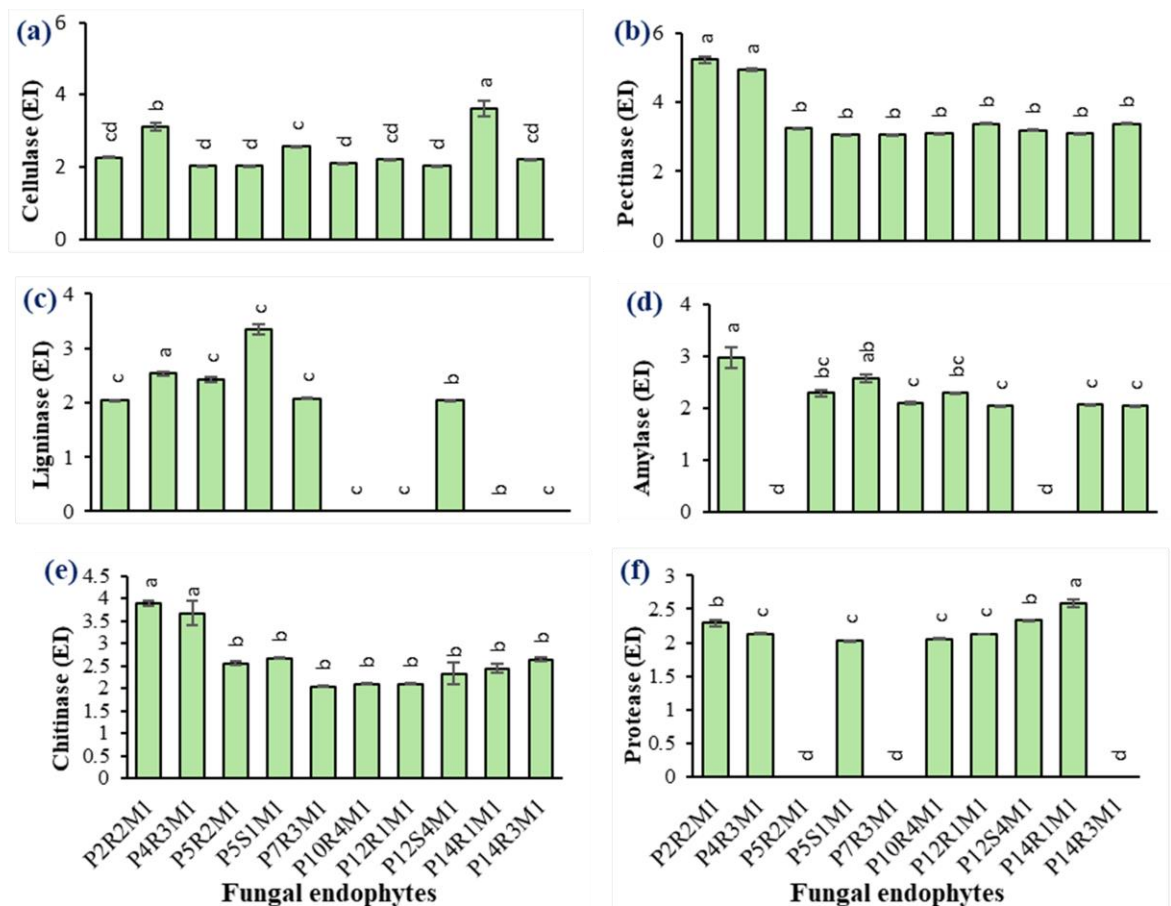 (a)
Cellulase (EI)
6
4
2
0
cd b d d c d cd d a cd
(b)
Pectinase (EI)
6
4
2
0
a a b b b b b b b b
(c)
Ligninase (EI)
4
3
2
1
0
c a c c c c c b b c
(d)
Amylase (EI)
4
3
2
1
0
a d bc ab c bc c d c c
(e)
Chitinase (EI)
4.5
4
3.5
3
2.5
2
1.5
1
0.5
0
a a b b b b b b b b
P2R2M1
P4R3M1
P5R2M1
P5S1M1
P7R3M1
P10R4M1
P12R1M1
P12S4M1
P14R1M1
P14R3M1
Fungal endophytes
(f)
Protease (EI)
3
2.5
2
1.5
1
0.5
0
b c d c d c c b a d
P2R2M1
P4R3M1
P5R2M1
P5S1M1
P7R3M1
P10R4M1
P12R1M1
P12S4M1
P14R1M1
P14R3M1
Fungal endophytes